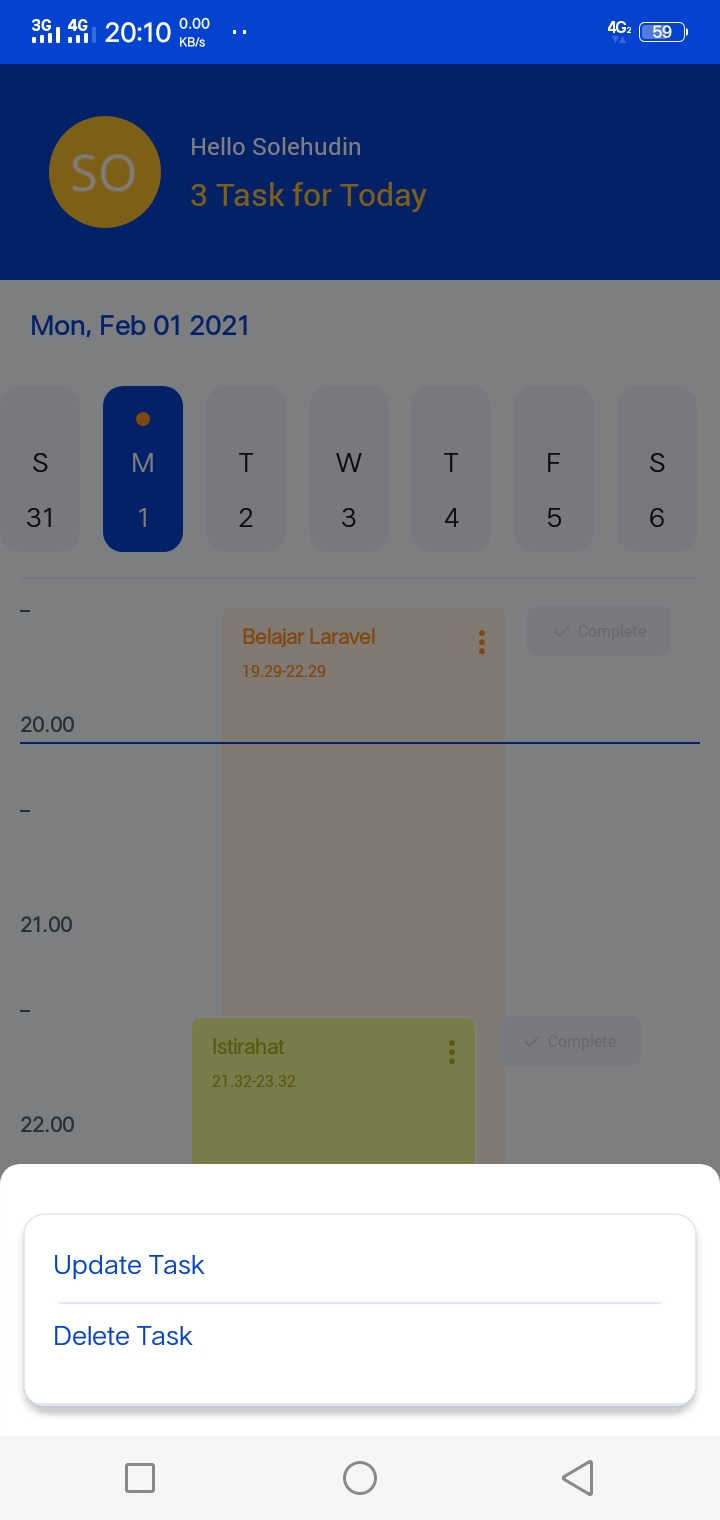 3G 4G 20:10 0.00 KB/s 4G2 59
SO
Hello Solehudin
3 Task for Today
Mon, Feb 01 2021
S M T W T F S
31 1 2 3 4 5 6
Belajar Laravel
Complete
19.29-22.29
20.00
21.00
Istirahat
Complete
21.32-23.32
22.00
Update Task
Delete Task